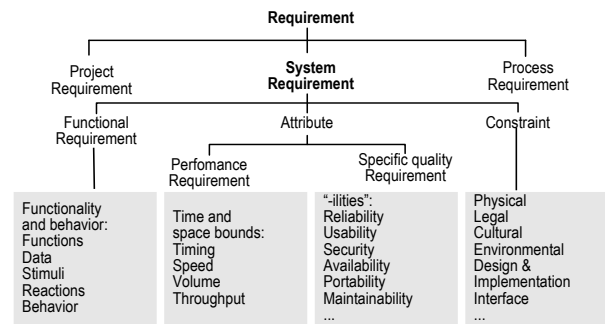 Requirement
Project
Requirement
System
Requirement
Process
Requirement
Functional
Requirement
Attribute
Constraint
Perfomance
Requirement
Specific quality
Requirement
Functionality
and behavior:
Functions
Data
Stimuli
Reactions
Behavior
Time and
space bounds:
Timing
Speed
Volume
Throughput
“-ilities”:
Reliability
Usability
Security
Availability
Portability
Maintainability
...
Physical
Legal
Cultural
Environmental
Design &
Implementation
Interface
...